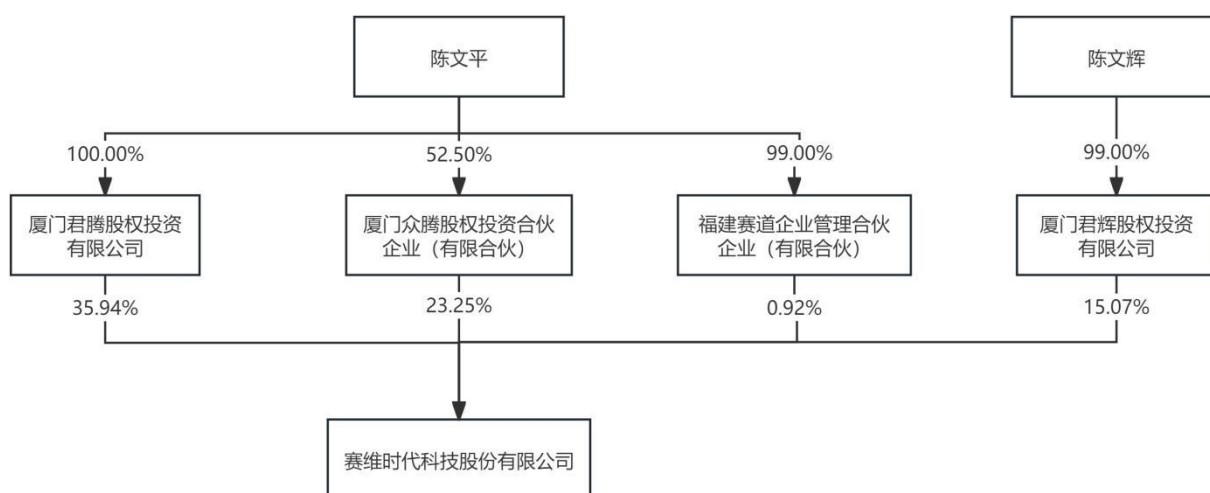 陈文平
陈文辉
100.00%
52.50%
99.00%
99.00%
厦门君腾股权投资
有限公司
厦门众腾股权投资合伙
企业（有限合伙）
福建赛道企业管理合伙
企业（有限合伙）
厦门君辉股权投资
有限公司
35.94%
23.25%
0.92%
15.07%
赛维时代科技股份有限公司